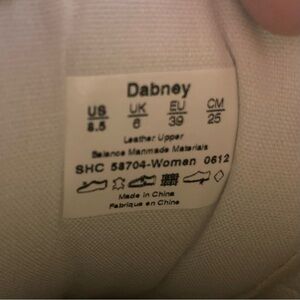 Dabney
US UK EU CM
8.5 6 39 25
Leather Upper
Balance Manmade Materials
SHC 58704-Women 0612
Made in China
Fabrique en Chine